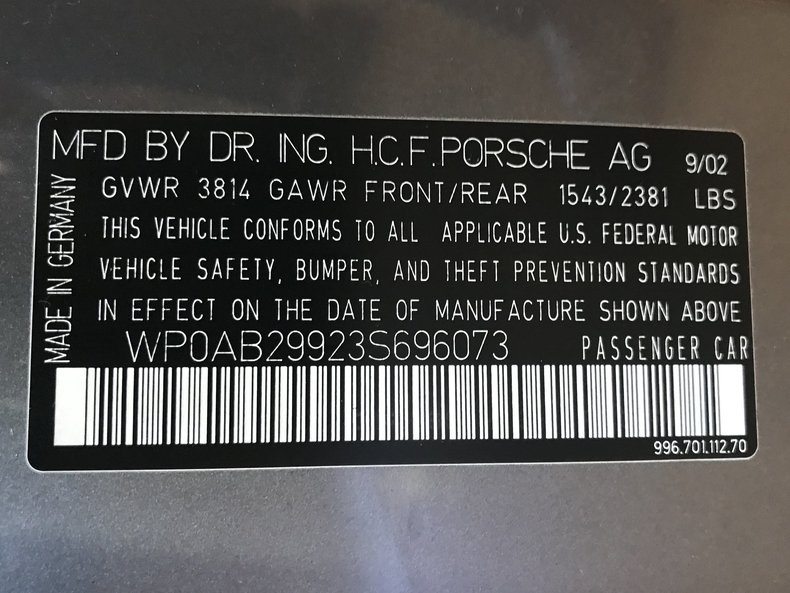 MFD BY DR. ING. H.C.F.PORSCHE AG 9/02
GVWR 3814 GAWR FRONT/REAR 1543/2381 LBS
THIS VEHICLE CONFORMS TO ALL APPLICABLE U.S. FEDERAL MOTOR
VEHICLE SAFETY, BUMPER, AND THEFT PREVENTION STANDARDS
IN EFFECT ON THE DATE OF MANUFACTURE SHOWN ABOVE
WP0AB29923S696073 PASSENGER CAR
996.701.112.70
MADE IN GERMANY